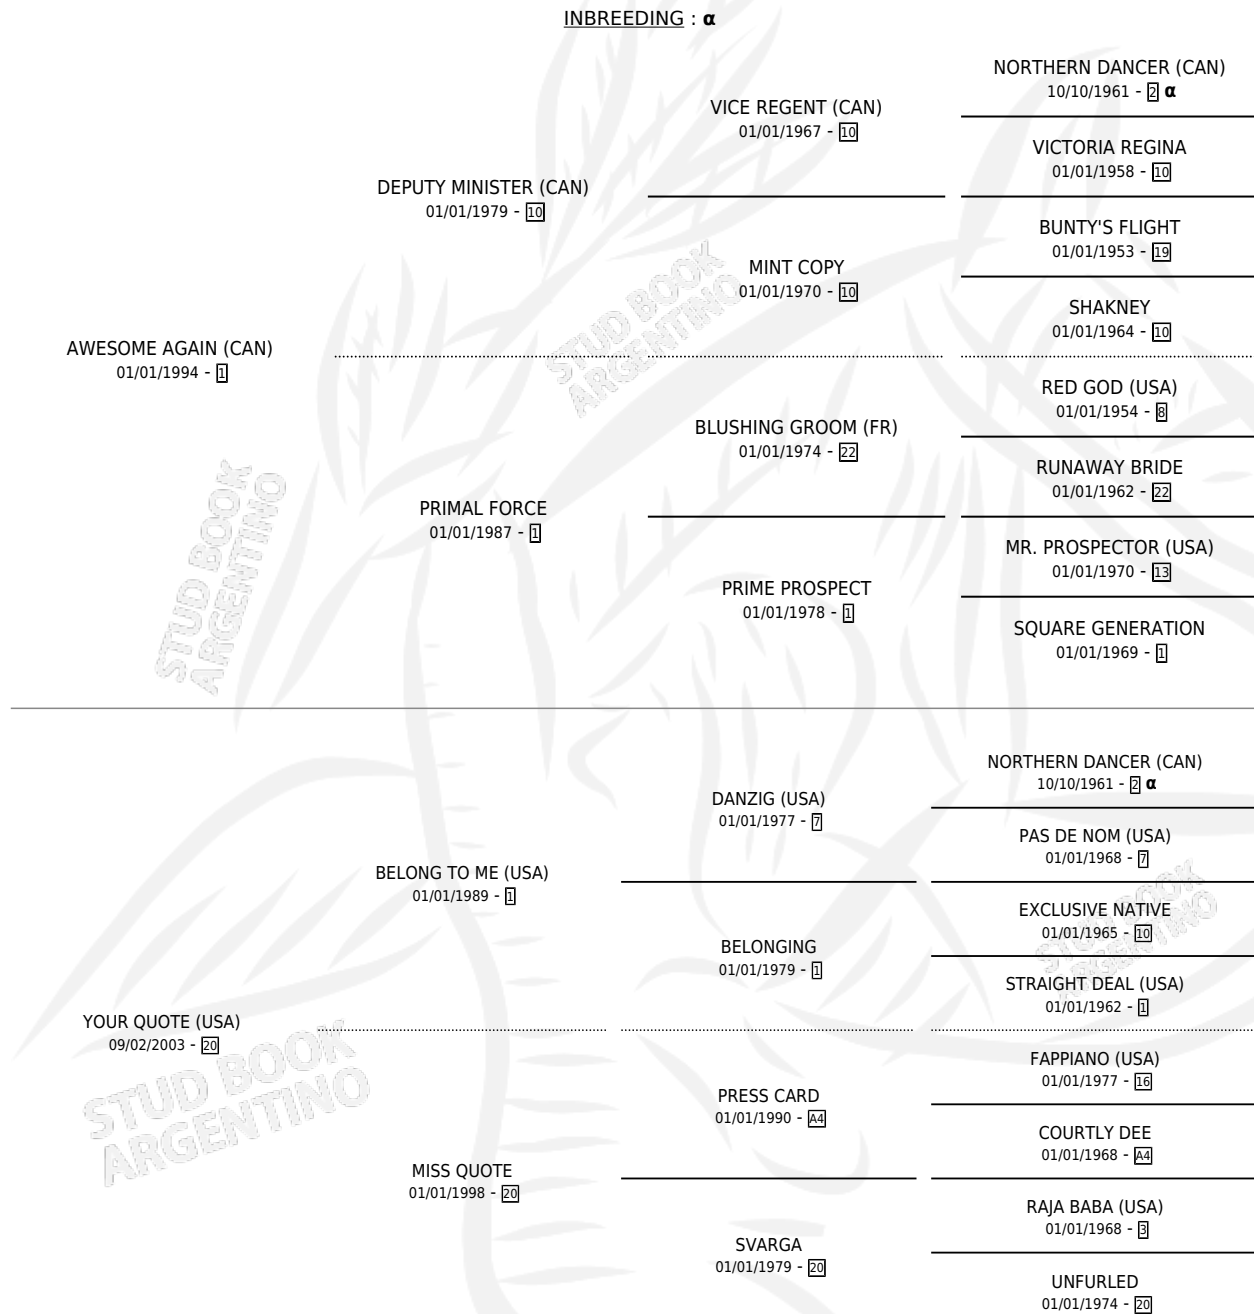 INBREEDING : α
NORTHERN DANCER (CAN)
10/10/1961 - 2 α
VICE REGENT (CAN)
01/01/1967 - 10
VICTORIA REGINA
01/01/1958 - 10
DEPUTY MINISTER (CAN)
01/01/1979 - 10
BUNTY'S FLIGHT
01/01/1953 - 19
MINT COPY
01/01/1970 - 10
SHAKNEY
01/01/1964 - 10
AWESOME AGAIN (CAN)
01/01/1994 - 1
RED GOD (USA)
01/01/1954 - 8
BLUSHING GROOM (FR)
01/01/1974 - 22
RUNAWAY BRIDE
01/01/1962 - 22
PRIMAL FORCE
01/01/1987 - 1
MR. PROSPECTOR (USA)
01/01/1970 - 13
PRIME PROSPECT
01/01/1978 - 1
SQUARE GENERATION
01/01/1969 - 1
NORTHERN DANCER (CAN)
10/10/1961 - 2 α
DANZIG (USA)
01/01/1977 - 7
PAS DE NOM (USA)
01/01/1968 - 7
BELONG TO ME (USA)
01/01/1989 - 1
EXCLUSIVE NATIVE
01/01/1965 - 10
BELONGING
01/01/1979 - 1
STRAIGHT DEAL (USA)
01/01/1962 - 1
YOUR QUOTE (USA)
09/02/2003 - 20
FAPPIANO (USA)
01/01/1977 - 16
PRESS CARD
01/01/1990 - A4
COURTLY DEE
01/01/1968 - A4
MISS QUOTE
01/01/1998 - 20
RAJA BABA (USA)
01/01/1968 - 3
SVARGA
01/01/1979 - 20
UNFURLED
01/01/1974 - 20
STUD BOOK
ARGENTINO
STUD BOOK
ARGENTINO
STUD BOOK
ARGENTINO
STUD BOOK
ARGENTINO